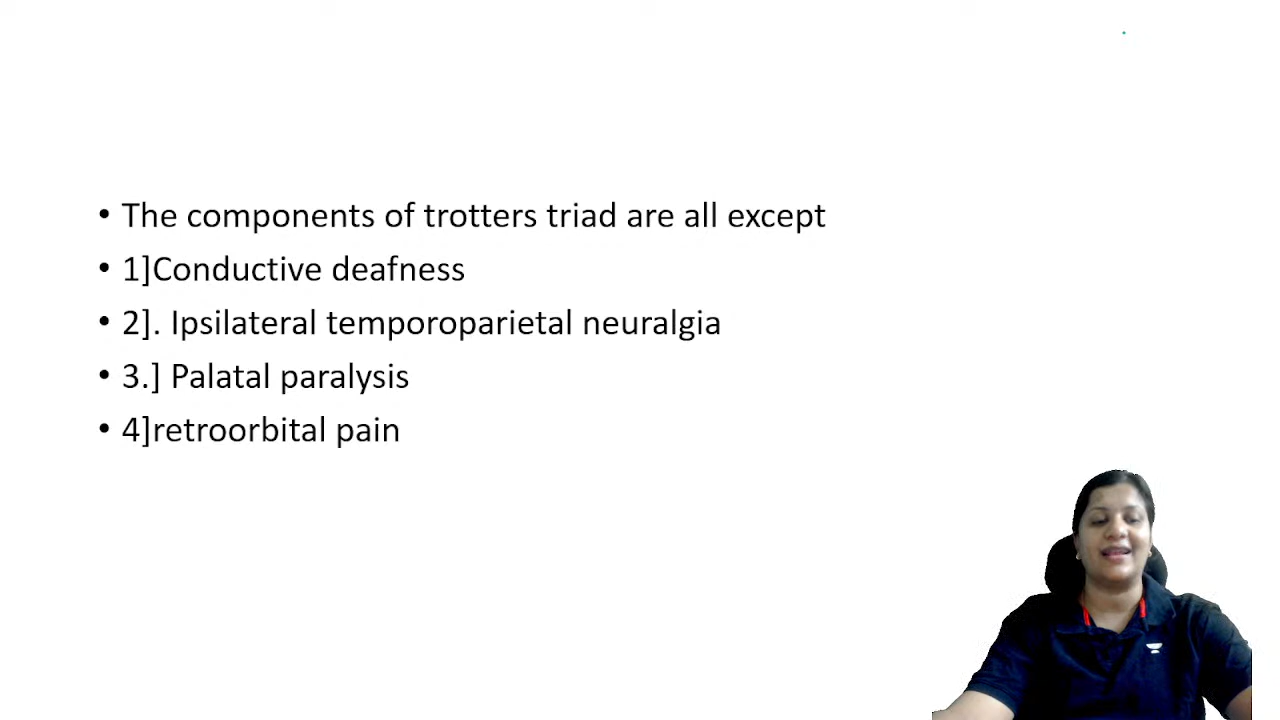 • The components of trotters triad are all except
• 1]Conductive deafness
• 2]. Ipsilateral temporoparietal neuralgia
• 3.] Palatal paralysis
• 4]retroorbital pain